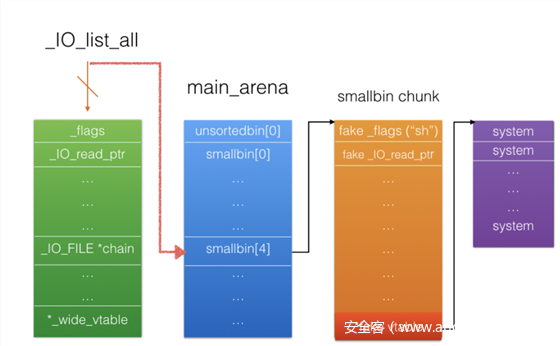 _IO_list_all
main_arena
smallbin chunk
_flags
_IO_read_ptr
...
...
...
_IO_FILE *chain
...
...
*_wide_vtable
unsortedbin[0]
smallbin[0]
...
...
...
smallbin[4]
...
...
...
fake _flags ("sh")
fake _IO_read_ptr
...
...
...
...
...
...
vtable
system
system
...
...
system
安全客 ( www.